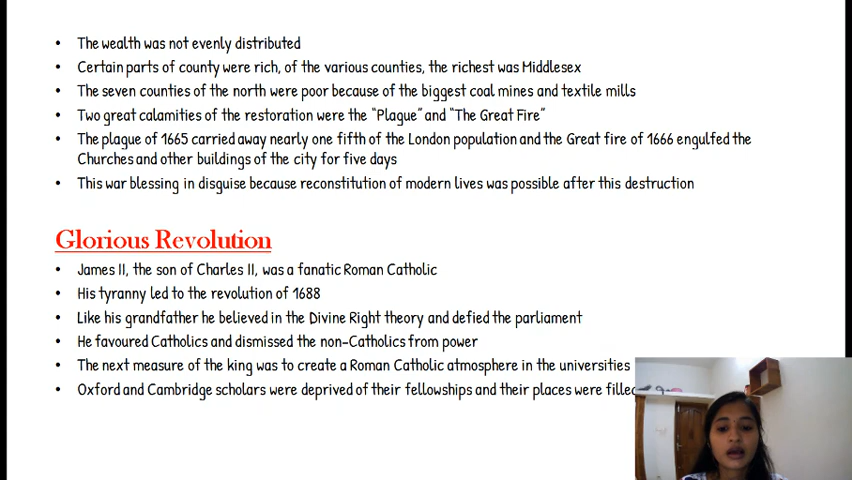 • The wealth was not evenly distributed
• Certain parts of county were rich, of the various counties, the richest was Middlesex
• The seven counties of the north were poor because of the biggest coal mines and textile mills
• Two great calamities of the restoration were the “Plague” and “The Great Fire”
• The plague of 1665 carried away nearly one fifth of the London population and the Great fire of 1666 engulfed the
Churches and other buildings of the city for five days
• This war blessing in disguise because reconstitution of modern lives was possible after this destruction
Glorious Revolution
• James II, the son of Charles II, was a fanatic Roman Catholic
• His tyranny led to the revolution of 1688
• Like his grandfather he believed in the Divine Right theory and defied the parliament
• He favoured Catholics and dismissed the non-Catholics from power
• The next measure of the king was to create a Roman Catholic atmosphere in the universities
• Oxford and Cambridge scholars were deprived of their fellowships and their places were filled